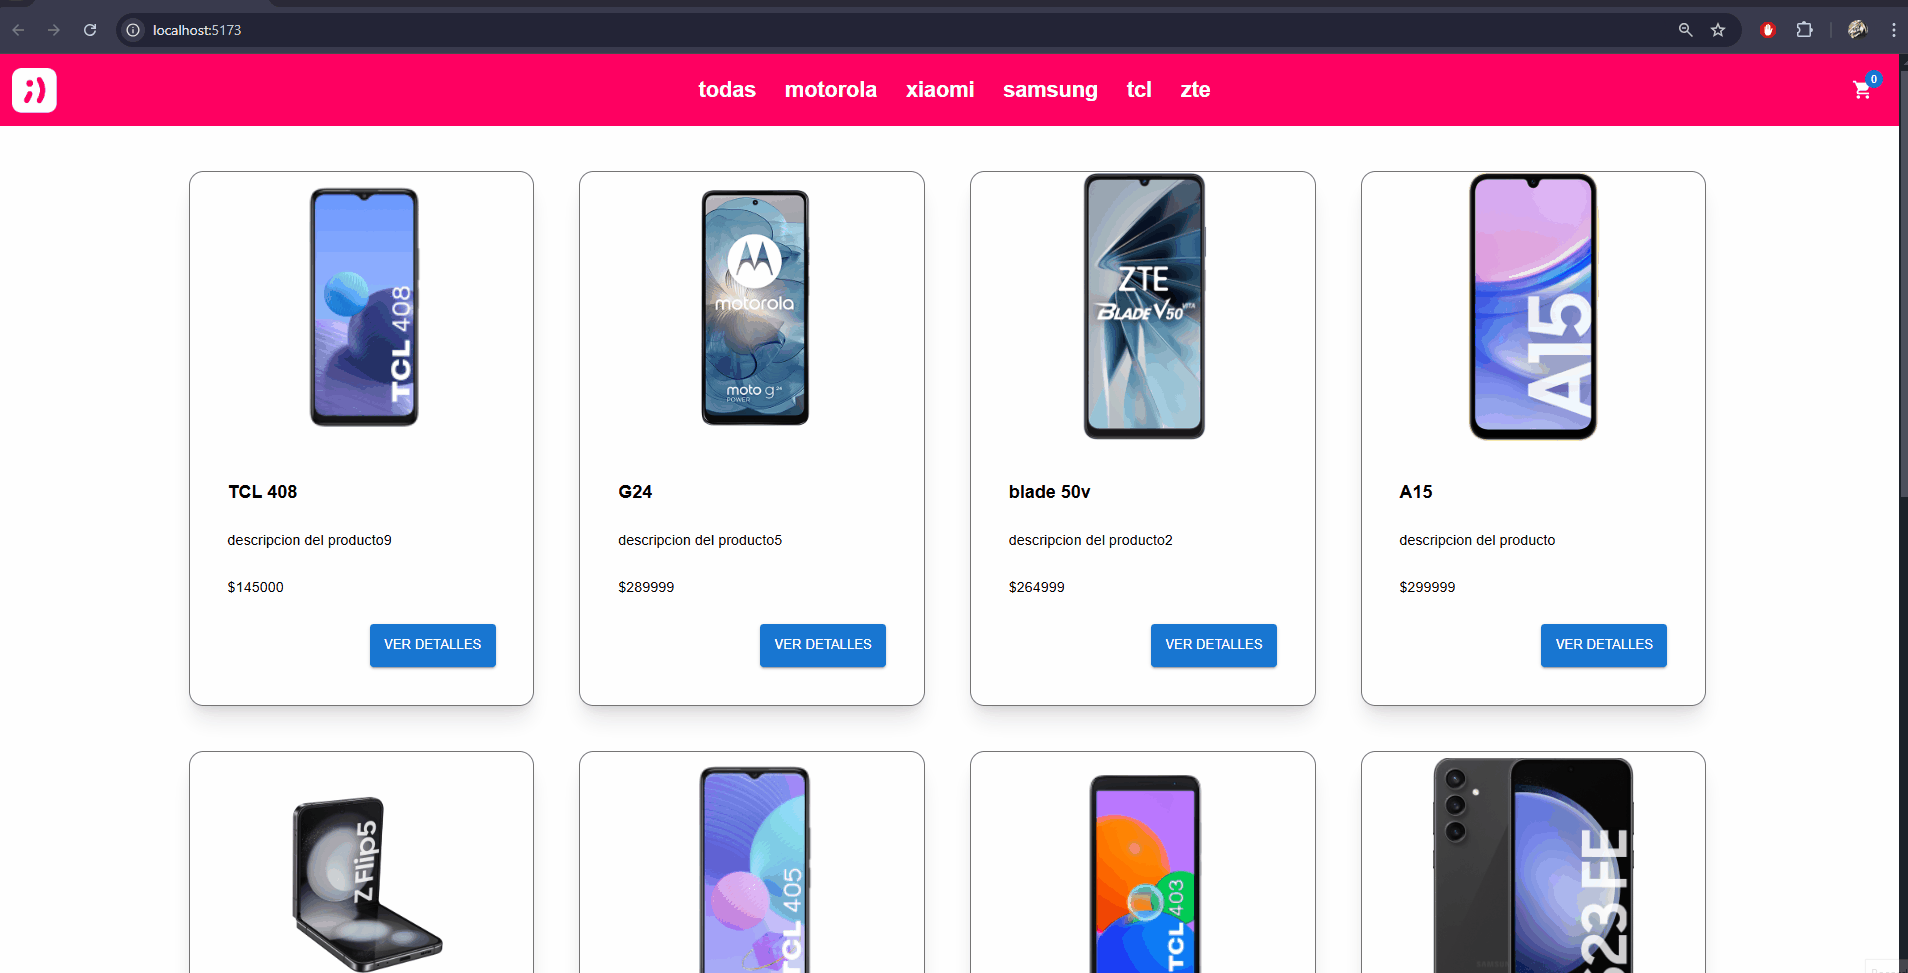 localhost:5173
todas motorola xiaomi samsung tcl zte
0
TCL 408
motorola
moto g24
POWER
ZTE
BLADE V50 VITA
A15
TCL 408
descripcion del producto9
$145000
VER DETALLES
G24
descripcion del producto5
$289999
VER DETALLES
blade 50v
descripcion del producto2
$264999
VER DETALLES
A15
descripcion del producto
$299999
VER DETALLES
Z Flip5
TCL 405
TCL 403
S23 FE